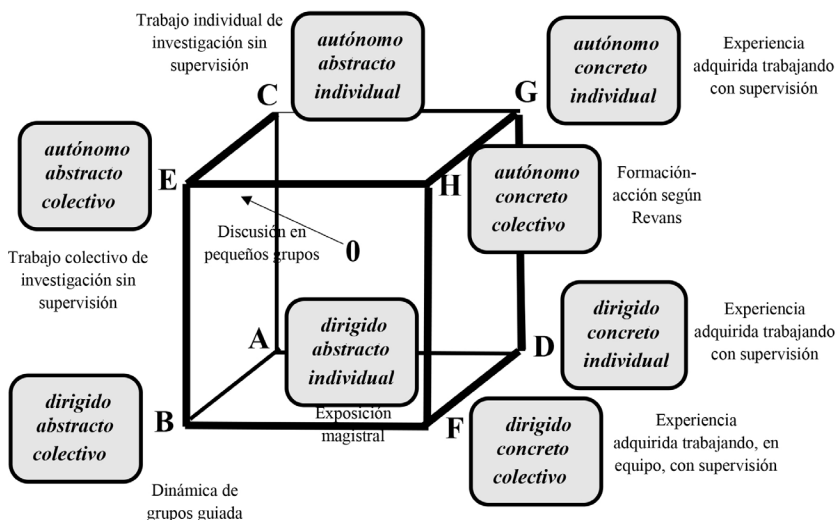 Trabajo individual de
investigación sin
supervisión
autónomo
abstracto
individual
autónomo
concreto
individual
Experiencia
adquirida trabajando
con supervisión
C
G
autónomo
abstracto
colectivo
E
H
autónomo
concreto
colectivo
Formación-
acción según
Revans
Trabajo colectivo de
investigación sin
supervisión
Discusión en
pequeños grupos
0
A
dirigido
abstracto
individual
Exposición
magistral
D
dirigido
concreto
individual
Experiencia
adquirida trabajando
con supervisión
dirigido
abstracto
colectivo
B
F
dirigido
concreto
colectivo
Experiencia
adquirida trabajando, en
equipo, con supervisión
Dinámica de
grupos guiada